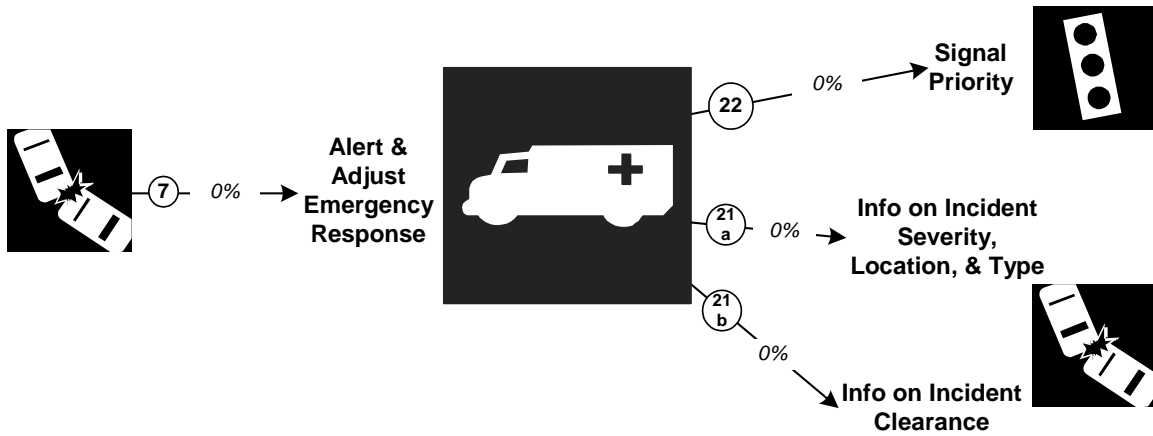 7
0%
Alert &
Adjust
Emergency
Response
22
0%
Signal
Priority
21
a
0%
Info on Incident
Severity,
Location, & Type
21
b
0%
Info on Incident
Clearance